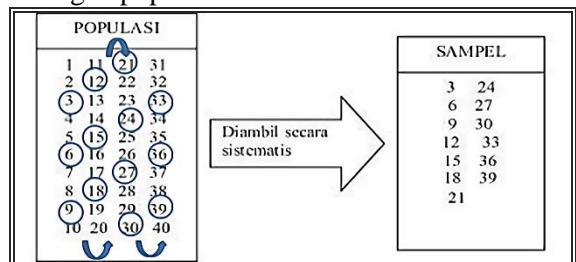 POPULASI
1 11 21 31
2 12 22 32
3 13 23 33
4 14 24 34
5 15 25 35
6 16 26 36
7 17 27 37
8 18 28 38
9 19 29 39
10 20 30 40
Diambil secara
sistematis
SAMPEL
3 24
6 27
9 30
12 33
15 36
18 39
21